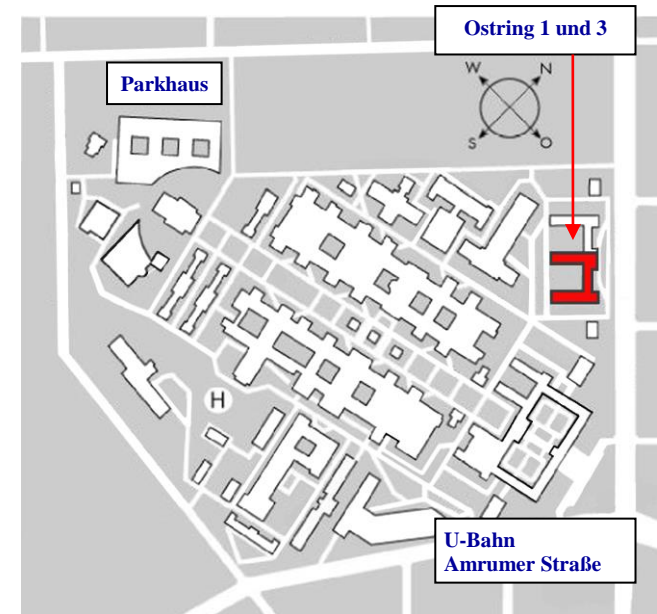 Ostring 1 und 3
Parkhaus
W N
S O
H
U-Bahn
Amrumer Straße